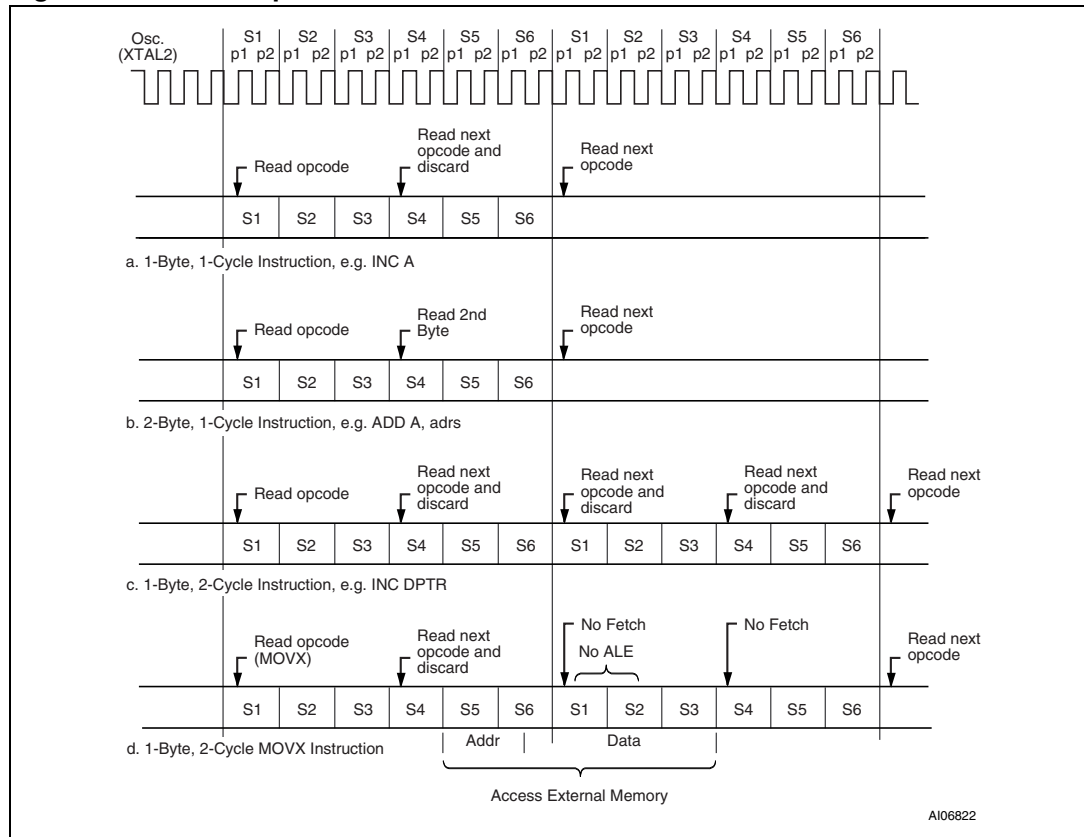 Osc.
(XTAL2)
S1 S2 S3 S4 S5 S6 S1 S2 S3 S4 S5 S6
p1 p2 p1 p2 p1 p2 p1 p2 p1 p2 p1 p2 p1 p2 p1 p2 p1 p2 p1 p2 p1 p2 p1 p2
Read opcode
Read next
opcode and
discard
Read next
opcode
S1 S2 S3 S4 S5 S6
a. 1-Byte, 1-Cycle Instruction, e.g. INC A
Read opcode
Read 2nd
Byte
Read next
opcode
S1 S2 S3 S4 S5 S6
b. 2-Byte, 1-Cycle Instruction, e.g. ADD A, adrs
Read opcode
Read next
opcode and
discard
Read next
opcode and
discard
Read next
opcode and
discard
Read next
opcode
S1 S2 S3 S4 S5 S6 S1 S2 S3 S4 S5 S6
c. 1-Byte, 2-Cycle Instruction, e.g. INC DPTR
Read opcode
(MOVX)
Read next
opcode and
discard
No Fetch
No ALE
No Fetch
Read next
opcode
S1 S2 S3 S4 S5 S6 S1 S2 S3 S4 S5 S6
d. 1-Byte, 2-Cycle MOVX Instruction
Addr
Data
Access External Memory
AI06822